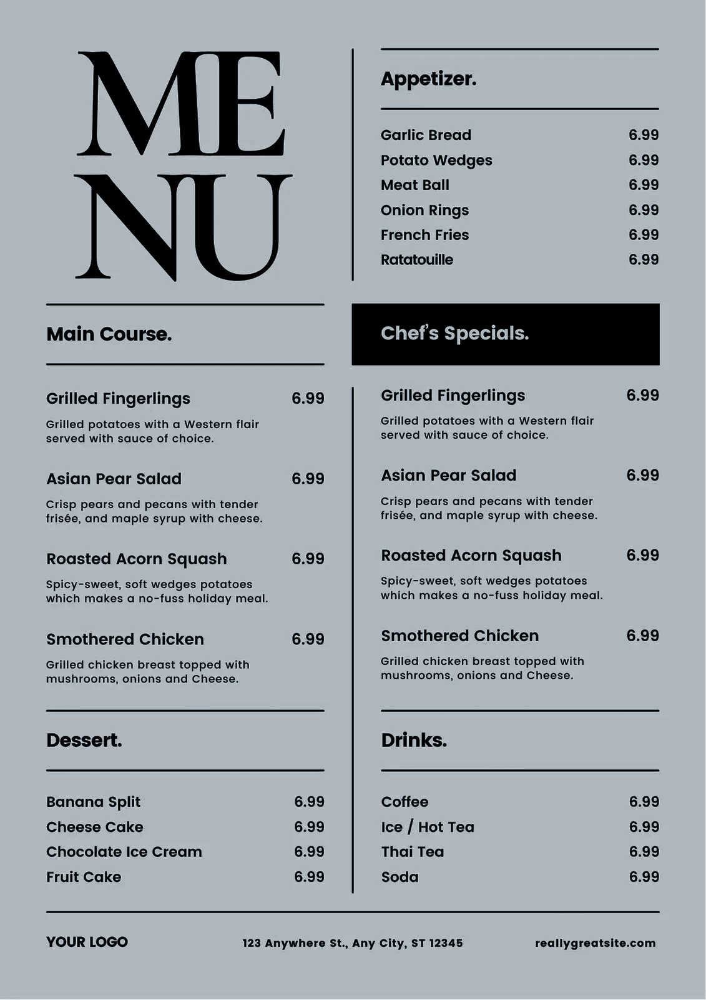 ME
NU
Appetizer.
Garlic Bread 6.99
Potato Wedges 6.99
Meat Ball 6.99
Onion Rings 6.99
French Fries 6.99
Ratatouille 6.99
Main Course.
Grilled Fingerlings 6.99
Grilled potatoes with a Western flair
served with sauce of choice.
Asian Pear Salad 6.99
Crisp pears and pecans with tender
frisée, and maple syrup with cheese.
Roasted Acorn Squash 6.99
Spicy-sweet, soft wedges potatoes
which makes a no-fuss holiday meal.
Smothered Chicken 6.99
Grilled chicken breast topped with
mushrooms, onions and Cheese.
Chef's Specials.
Grilled Fingerlings 6.99
Grilled potatoes with a Western flair
served with sauce of choice.
Asian Pear Salad 6.99
Crisp pears and pecans with tender
frisée, and maple syrup with cheese.
Roasted Acorn Squash 6.99
Spicy-sweet, soft wedges potatoes
which makes a no-fuss holiday meal.
Smothered Chicken 6.99
Grilled chicken breast topped with
mushrooms, onions and Cheese.
Dessert.
Banana Split 6.99
Cheese Cake 6.99
Chocolate Ice Cream 6.99
Fruit Cake 6.99
Drinks.
Coffee 6.99
Ice / Hot Tea 6.99
Thai Tea 6.99
Soda 6.99
YOUR LOGO 123 Anywhere St., Any City, ST 12345 reallygreatsite.com